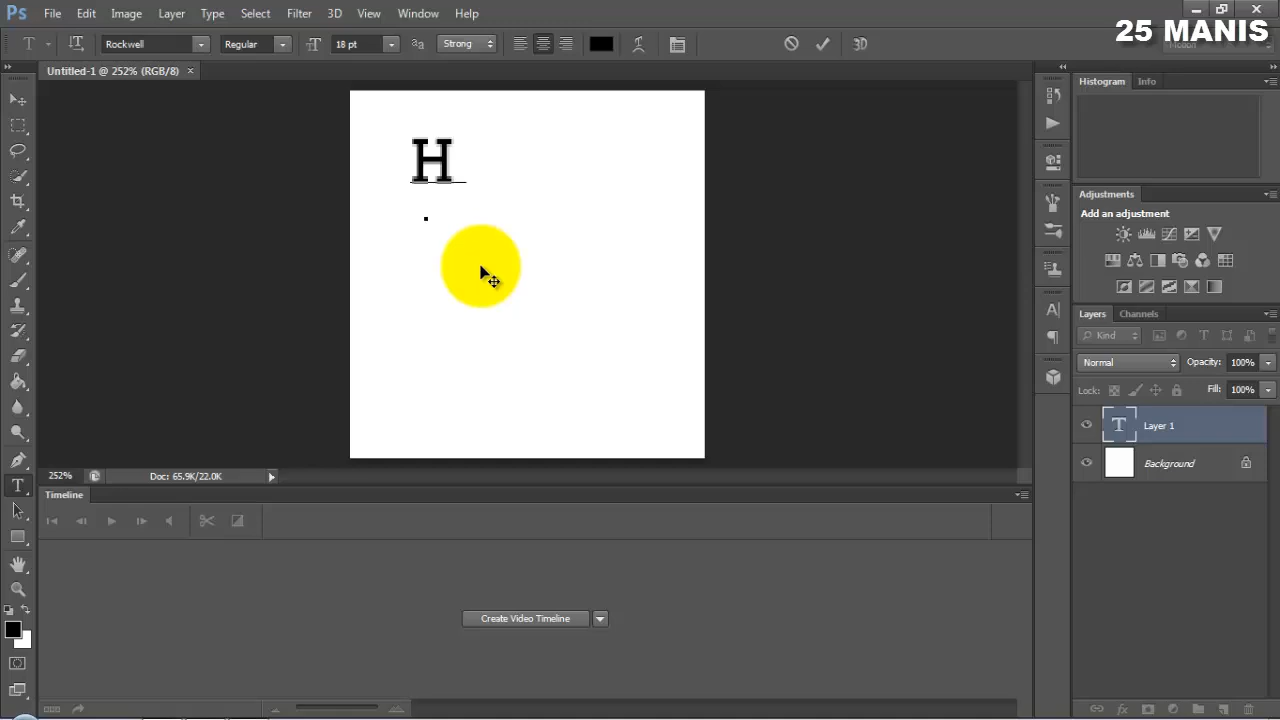 Ps File Edit Image Layer Type Select Filter 3D View Window Help
25 MANIS
T Rockwell Regular 18 pt Strong 3D Motion
Untitled-1 @ 252% (RGB/8)
Histogram Info
H
Adjustments
Add an adjustment
Layers Channels
Kind
Normal Opacity: 100%
Lock: Fill: 100%
T Layer 1
Background
252% Doc: 65.9K/22.0K
Timeline
Create Video Timeline